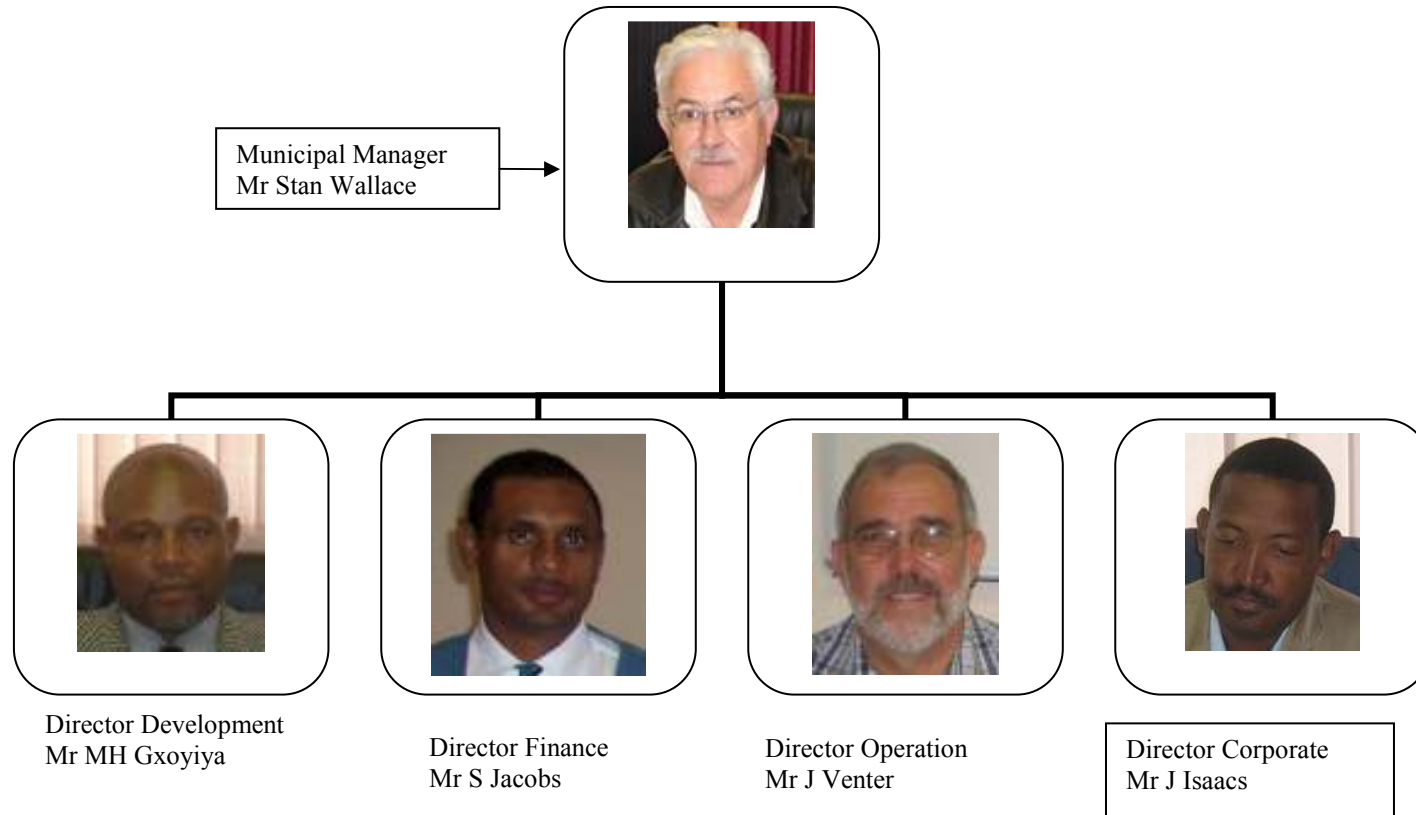 Municipal Manager
Mr Stan Wallace
Director Development
Mr MH Gxoyiya
Director Finance
Mr S Jacobs
Director Operation
Mr J Venter
Director Corporate
Mr J Isaacs